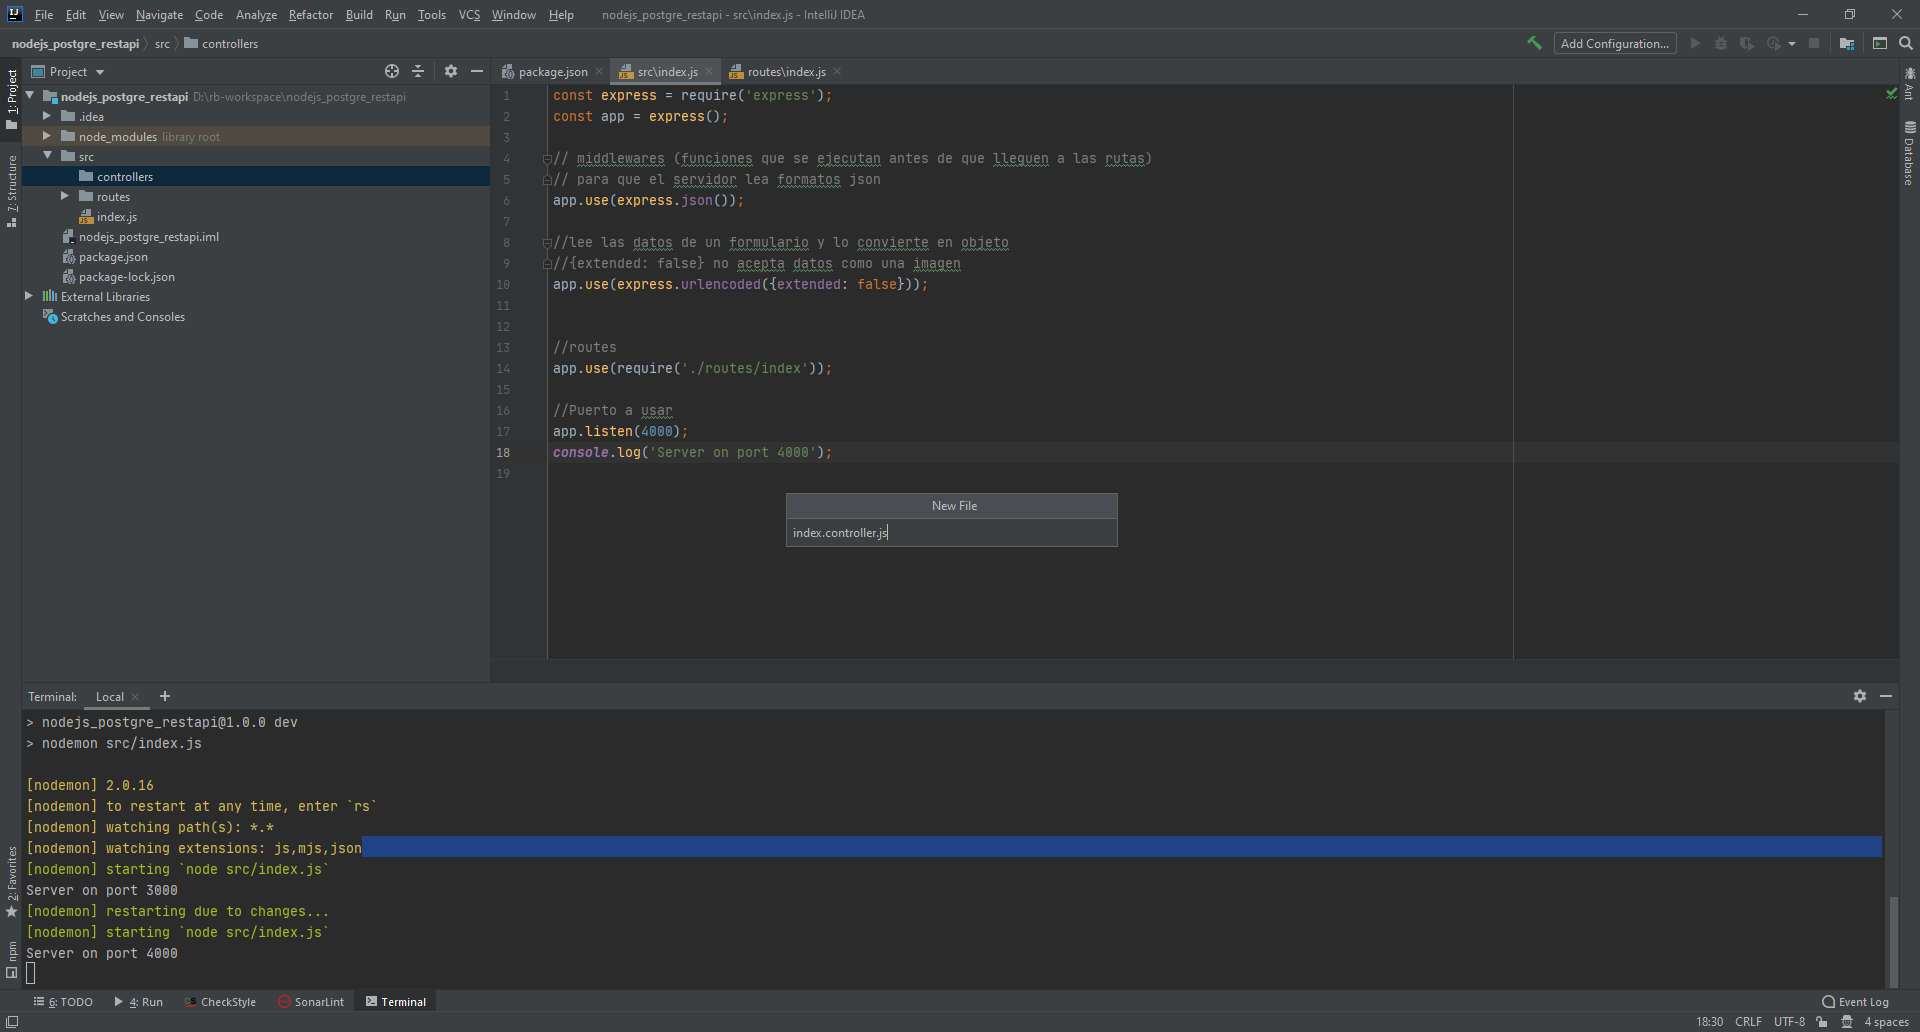 File Edit View Navigate Code Analyze Refactor Build Run Tools VCS Window Help nodejs_postgre_restapi - src\index.js - IntelliJ IDEA
nodejs_postgre_restapi src controllers Add Configuration...
1: Project
7: Structure
2: Favorites
npm
Project
nodejs_postgre_restapi D:\rb-workspace\nodejs_postgre_restapi
.idea
node_modules library root
src
controllers
routes
index.js
nodejs_postgre_restapi.iml
package.json
package-lock.json
External Libraries
Scratches and Consoles
package.json src\index.js routes\index.js
1 const express = require('express');
2 const app = express();
3
4 // middlewares (funciones que se ejecutan antes de que lleguen a las rutas)
5 // para que el servidor lea formatos json
6 app.use(express.json());
7
8 //lee las datos de un formulario y lo convierte en objeto
9 //{extended: false} no acepta datos como una imagen
10 app.use(express.urlencoded({extended: false}));
11
12
13 //routes
14 app.use(require('./routes/index'));
15
16 //Puerto a usar
17 app.listen(4000);
18 console.log('Server on port 4000');
19
New File
index.controller.js
Ant
Database
Terminal: Local
> nodejs_postgre_restapi@1.0.0 dev
> nodemon src/index.js
[nodemon] 2.0.16
[nodemon] to restart at any time, enter `rs`
[nodemon] watching path(s): *.*
[nodemon] watching extensions: js,mjs,json
[nodemon] starting `node src/index.js`
Server on port 3000
[nodemon] restarting due to changes...
[nodemon] starting `node src/index.js`
Server on port 4000
6: TODO 4: Run CheckStyle SonarLint Terminal Event Log
18:30 CRLF UTF-8 4 spaces